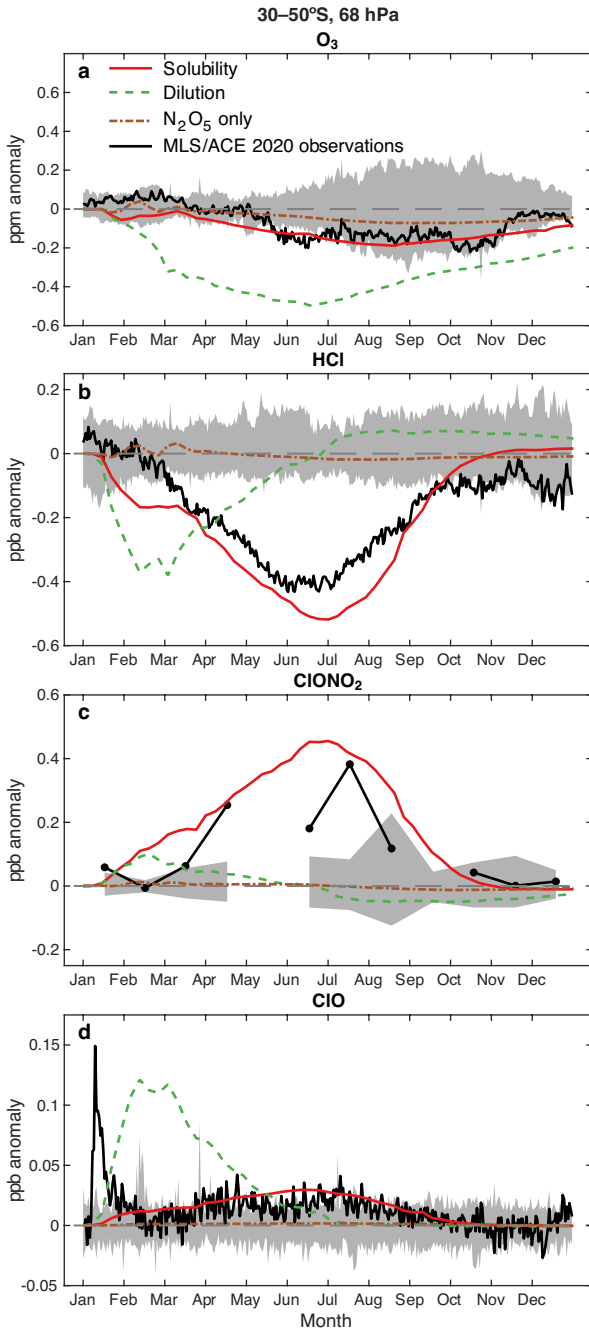 30–50ºS, 68 hPa
O3
a
Solubility
Dilution
N2O5 only
MLS/ACE 2020 observations
ppm anomaly
0.6
0.4
0.2
0
-0.2
-0.4
-0.6
Jan Feb Mar Apr May Jun Jul Aug Sep Oct Nov Dec
HCl
b
ppb anomaly
0.2
0
-0.2
-0.4
-0.6
Jan Feb Mar Apr May Jun Jul Aug Sep Oct Nov Dec
ClONO2
c
ppb anomaly
0.6
0.4
0.2
0
-0.2
Jan Feb Mar Apr May Jun Jul Aug Sep Oct Nov Dec
ClO
d
ppb anomaly
0.15
0.1
0.05
0
-0.05
Jan Feb Mar Apr May Jun Jul Aug Sep Oct Nov Dec
Month